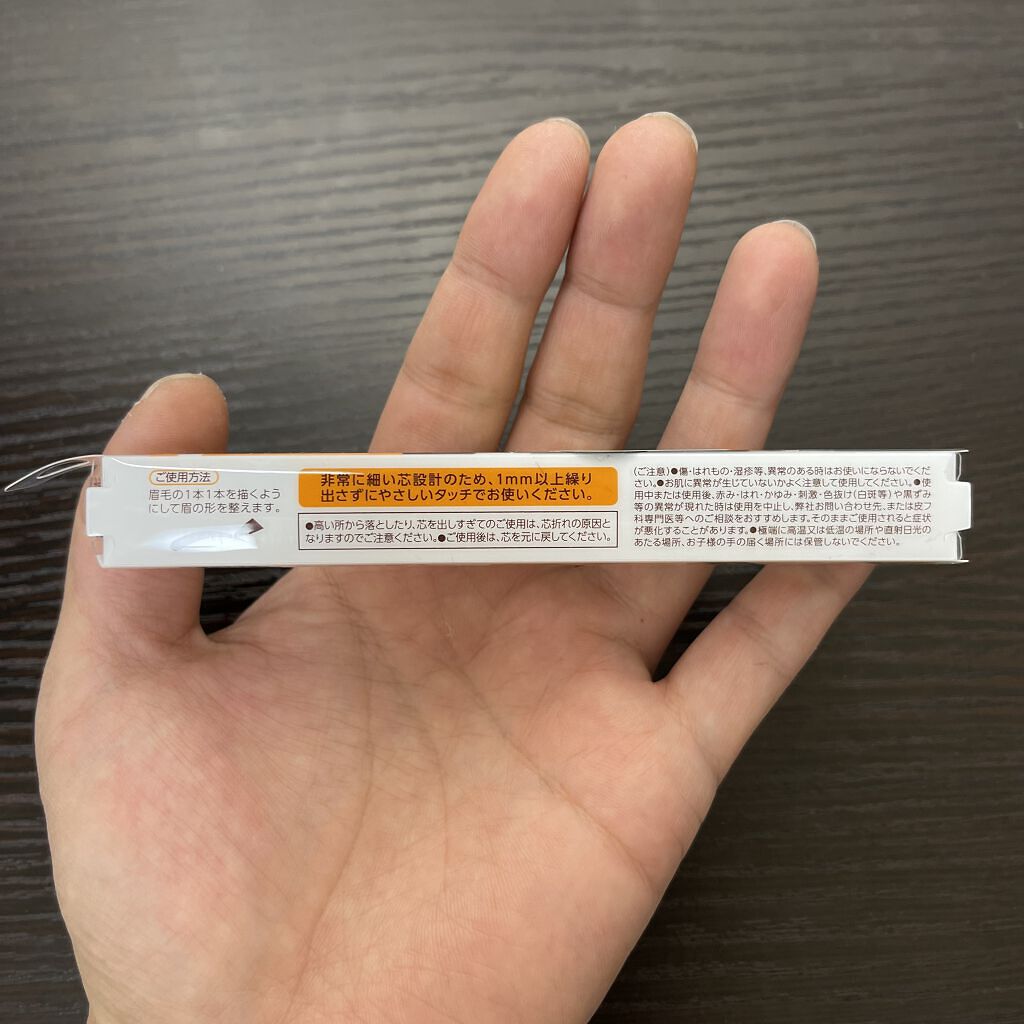 ご使用方法
眉毛の1本1本を描くよう
にして眉の形を整えます。
非常に細い芯設計のため、1mm以上繰り
出さずにやさしいタッチでお使いください。
●高い所から落としたり、芯を出しすぎてのご使用は、芯折れの原因と
なりますのでご注意ください。●ご使用後は、芯を元に戻してください。
(ご注意)●傷・はれもの・湿疹等、異常のある時はお使いにならないでくだ
さい。●お肌に異常が生じていないかよく注意して使用してください。●使
用中または使用後、赤み・はれ・かゆみ・刺激・色抜け(白斑等)や黒ずみ
等の異常が現れた時は使用を中止し、弊社お問い合わせ先、または皮フ
科専門医等へのご相談をおすすめします。そのままご使用されると症状
が悪化することがあります。●極端に高温又は低温の場所や直射日光の
あたる場所、お子様の手の届く場所には保管しないでください。